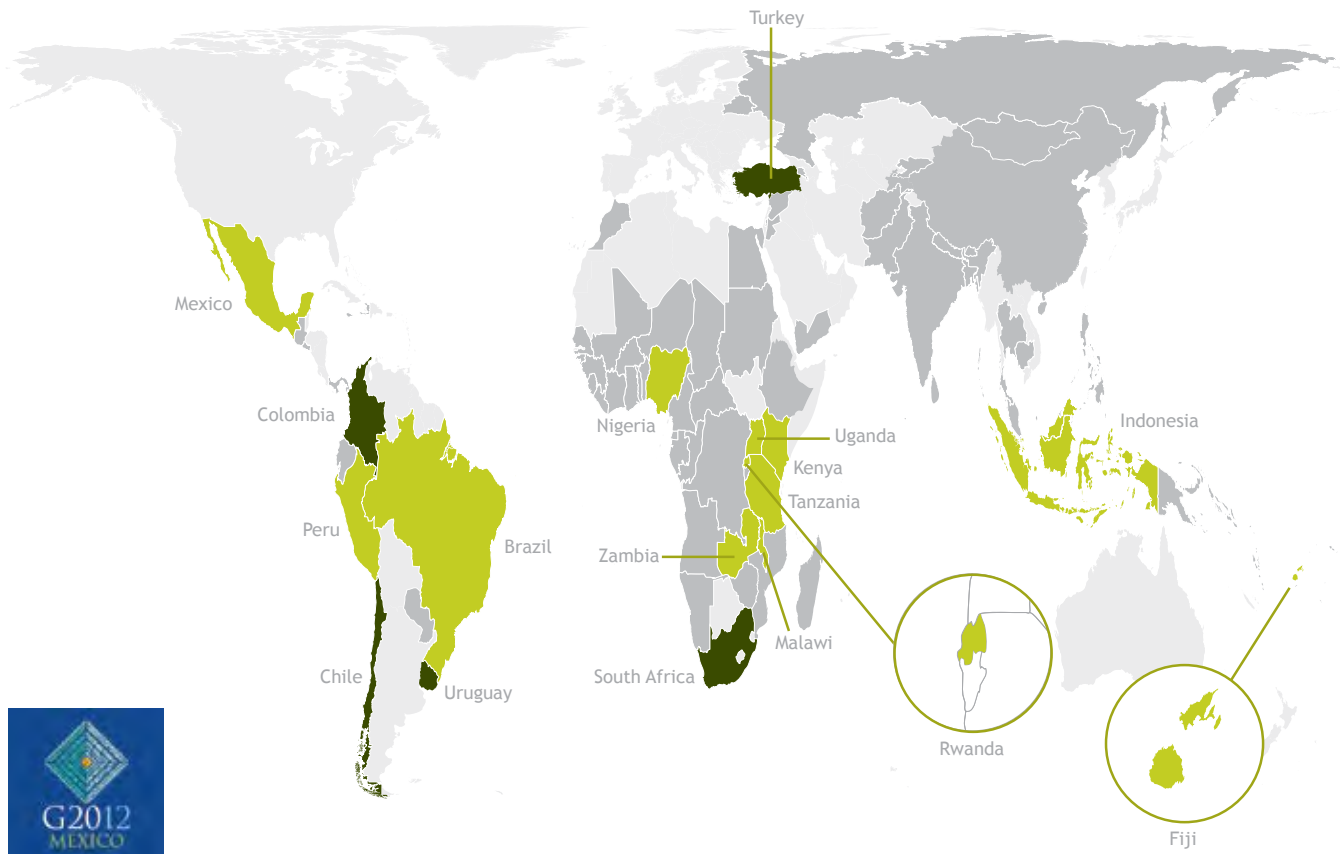 Turkey
Mexico
Colombia
Nigeria
Indonesia
Uganda
Kenya
Tanzania
Peru
Brazil
Zambia
Malawi
Chile
Uruguay
South Africa
Rwanda
Fiji
G2012
MEXICO